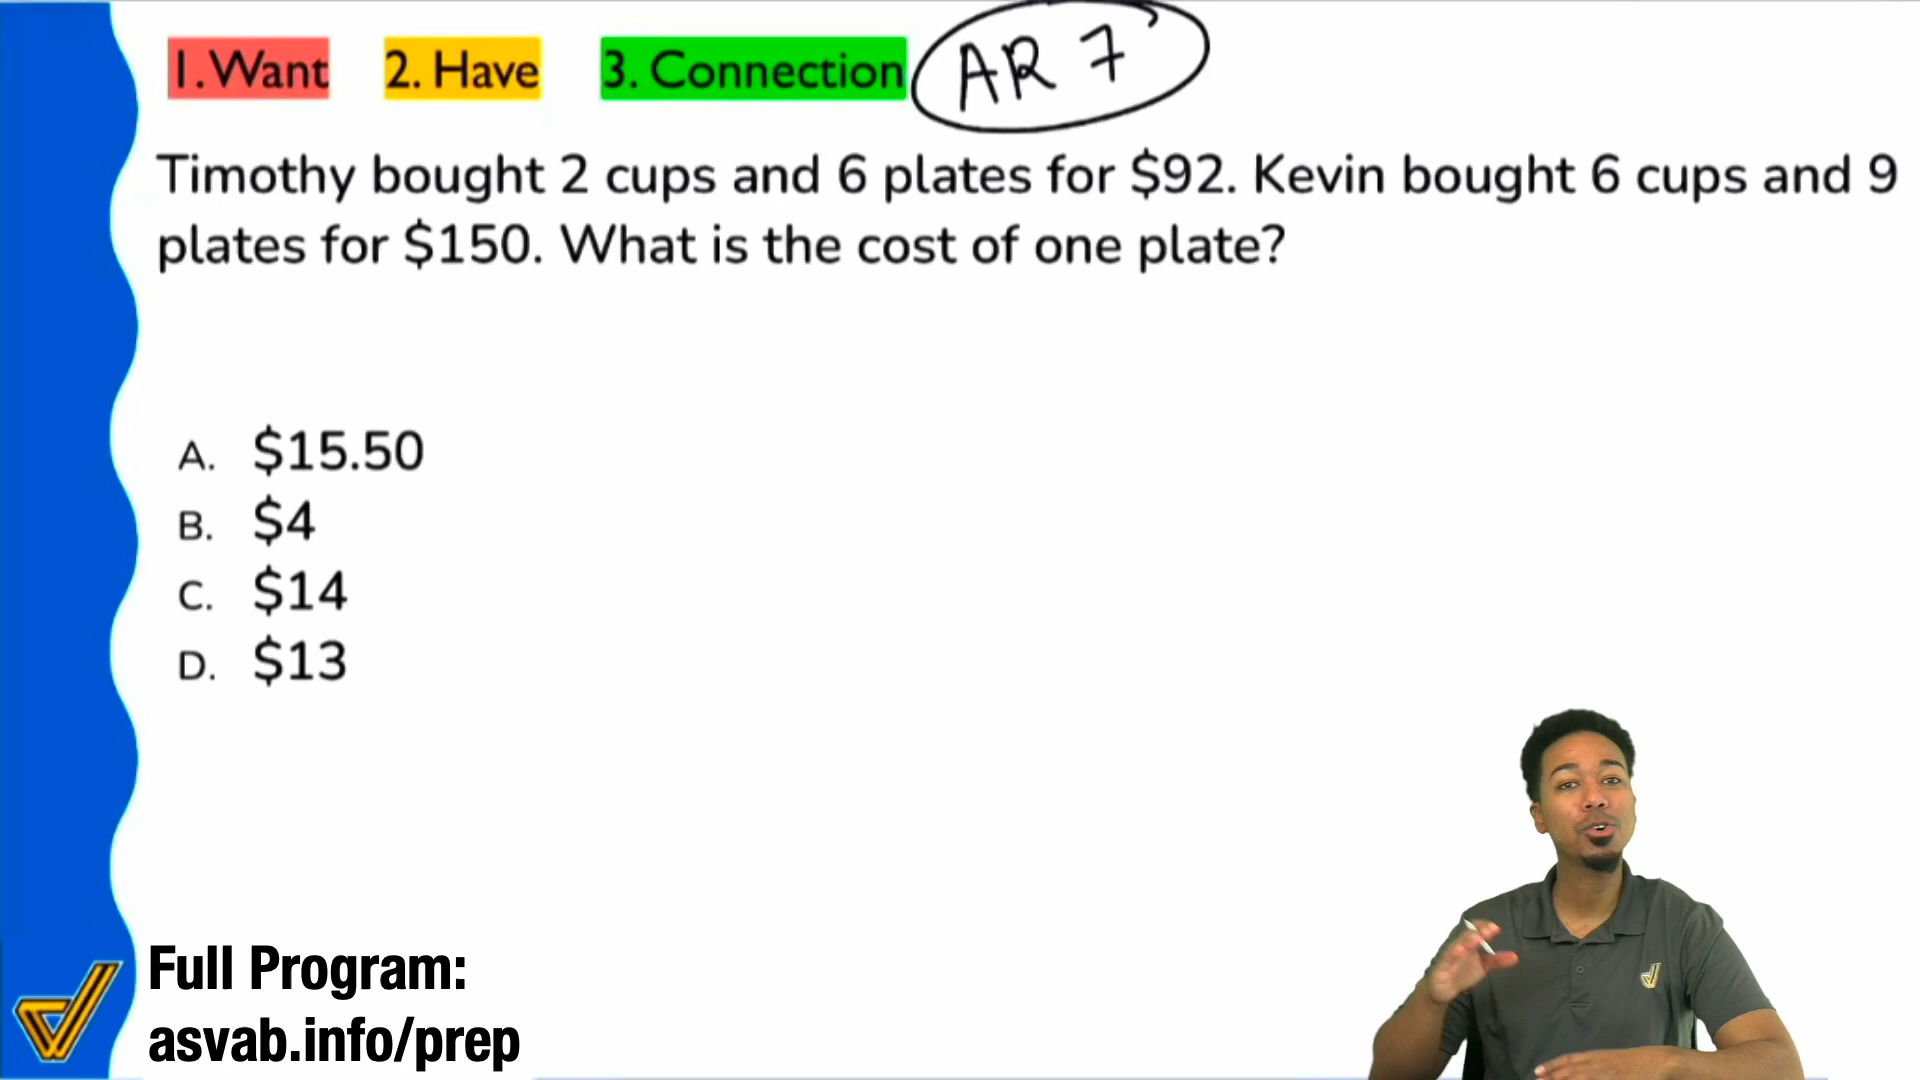 1. Want 2. Have 3. Connection AR 7
Timothy bought 2 cups and 6 plates for $92. Kevin bought 6 cups and 9
plates for $150. What is the cost of one plate?
A. $15.50
B. $4
C. $14
D. $13
Full Program:
asvab.info/prep